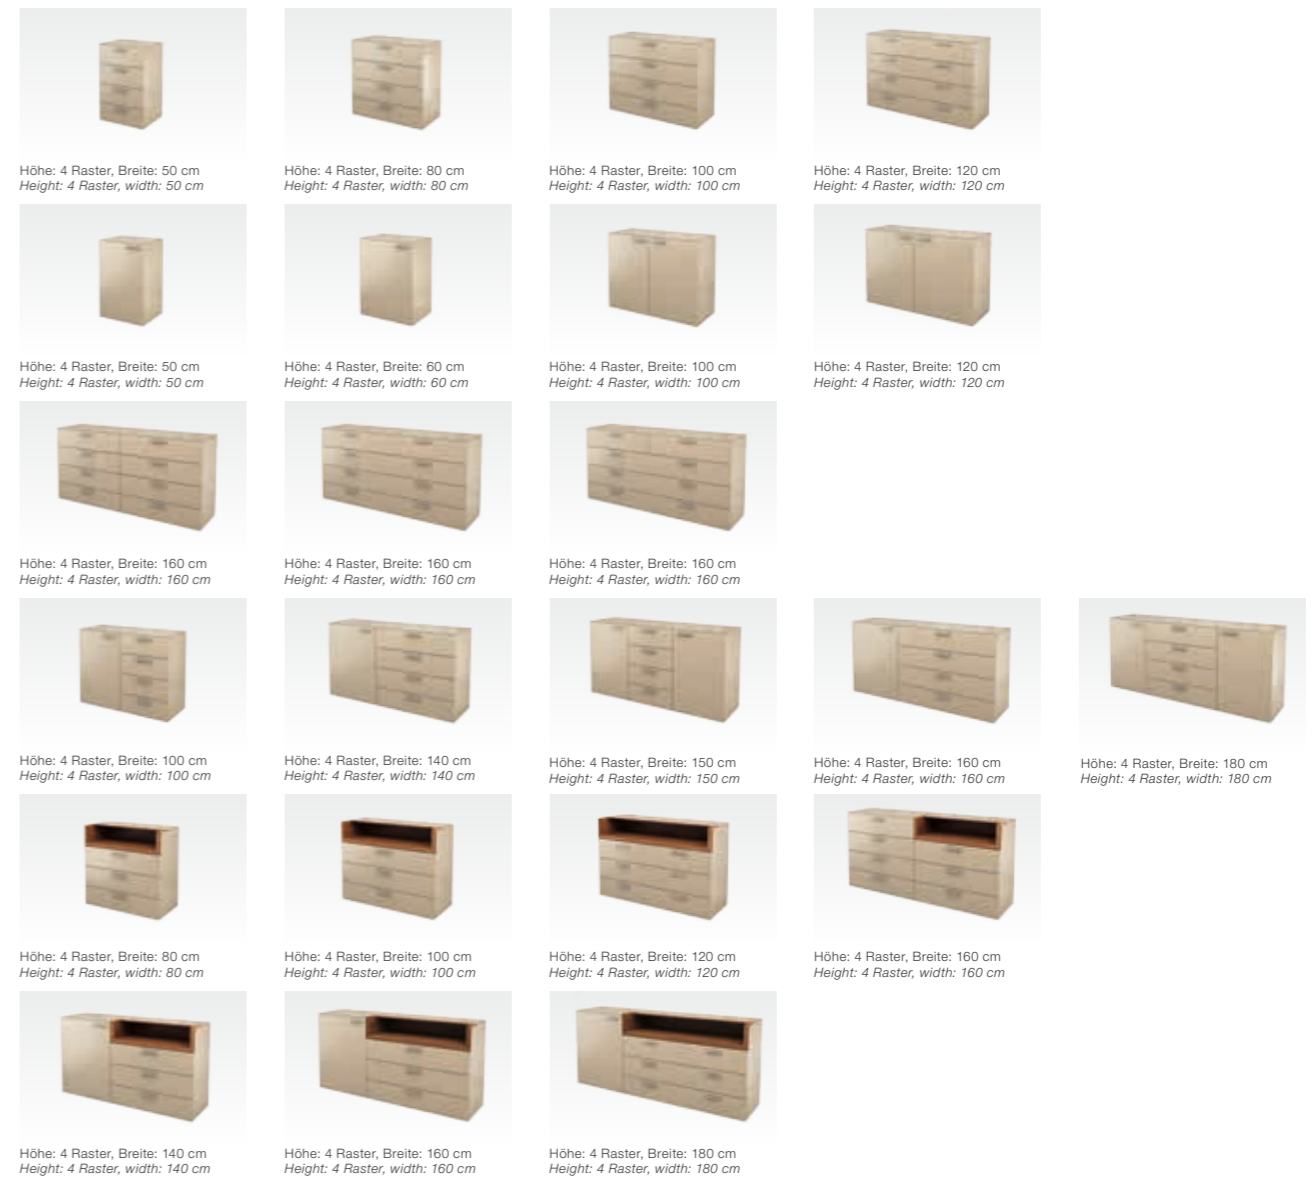 Höhe: 4 Raster, Breite: 50 cm
Height: 4 Raster, width: 50 cm
Höhe: 4 Raster, Breite: 80 cm
Height: 4 Raster, width: 80 cm
Höhe: 4 Raster, Breite: 100 cm
Height: 4 Raster, width: 100 cm
Höhe: 4 Raster, Breite: 120 cm
Height: 4 Raster, width: 120 cm
Höhe: 4 Raster, Breite: 50 cm
Height: 4 Raster, width: 50 cm
Höhe: 4 Raster, Breite: 60 cm
Height: 4 Raster, width: 60 cm
Höhe: 4 Raster, Breite: 100 cm
Height: 4 Raster, width: 100 cm
Höhe: 4 Raster, Breite: 120 cm
Height: 4 Raster, width: 120 cm
Höhe: 4 Raster, Breite: 160 cm
Height: 4 Raster, width: 160 cm
Höhe: 4 Raster, Breite: 160 cm
Height: 4 Raster, width: 160 cm
Höhe: 4 Raster, Breite: 160 cm
Height: 4 Raster, width: 160 cm
Höhe: 4 Raster, Breite: 100 cm
Height: 4 Raster, width: 100 cm
Höhe: 4 Raster, Breite: 140 cm
Height: 4 Raster, width: 140 cm
Höhe: 4 Raster, Breite: 150 cm
Height: 4 Raster, width: 150 cm
Höhe: 4 Raster, Breite: 160 cm
Height: 4 Raster, width: 160 cm
Höhe: 4 Raster, Breite: 180 cm
Height: 4 Raster, width: 180 cm
Höhe: 4 Raster, Breite: 80 cm
Height: 4 Raster, width: 80 cm
Höhe: 4 Raster, Breite: 100 cm
Height: 4 Raster, width: 100 cm
Höhe: 4 Raster, Breite: 120 cm
Height: 4 Raster, width: 120 cm
Höhe: 4 Raster, Breite: 160 cm
Height: 4 Raster, width: 160 cm
Höhe: 4 Raster, Breite: 140 cm
Height: 4 Raster, width: 140 cm
Höhe: 4 Raster, Breite: 160 cm
Height: 4 Raster, width: 160 cm
Höhe: 4 Raster, Breite: 180 cm
Height: 4 Raster, width: 180 cm